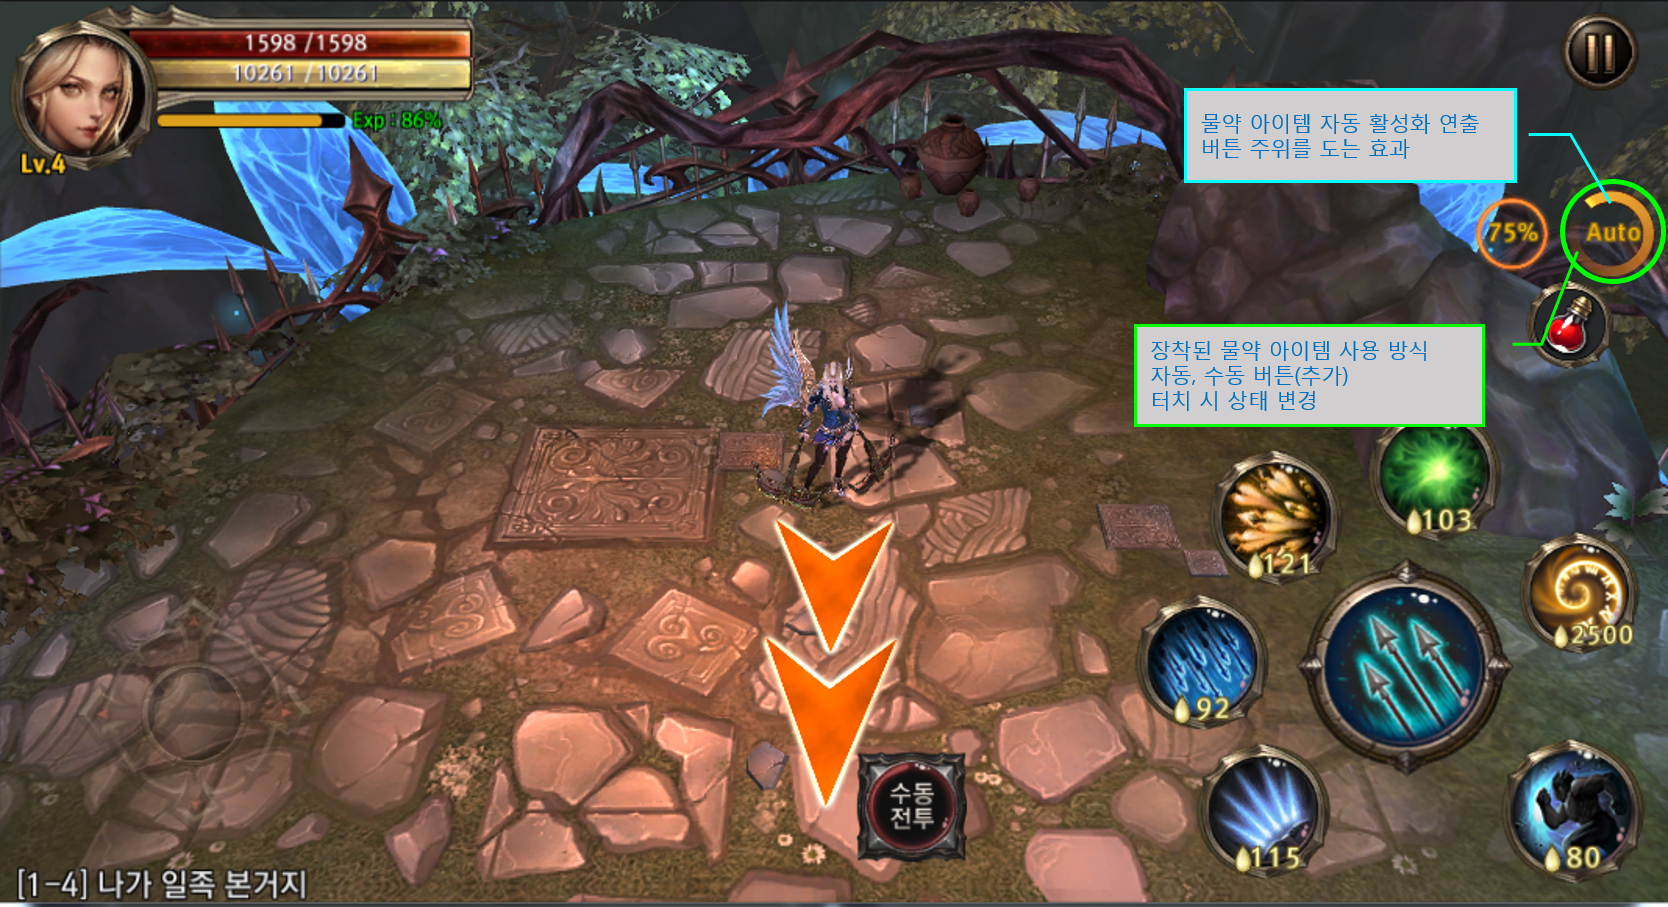 1598 /1598
10261 /10261
Exp : 86%
Lv.4
물약 아이템 자동 활성화 연출
버튼 주위를 도는 효과
75%
Auto
장착된 물약 아이템 사용 방식
자동, 수동 버튼(추가)
터치 시 상태 변경
103
121
2500
92
수동
전투
115
80
[1-4] 나가 일족 본거지